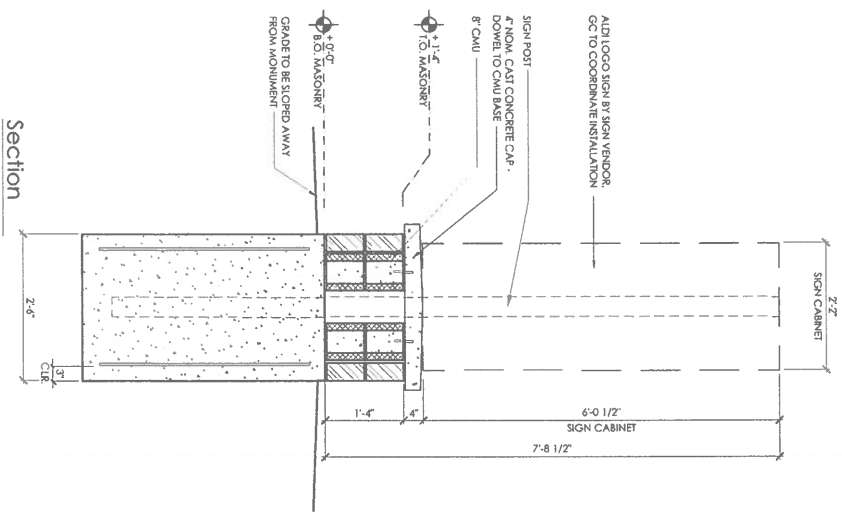 2'-2"
SIGN CABINET
ALDI LOGO SIGN BY SIGN VENDOR,
GC TO COORDINATE INSTALLATION
SIGN POST
4" NOM. CAST CONCRETE CAP -
DOWEL TO CMU BASE
8" CMU
+ 1'-4"
T.O. MASONRY
+ 0'-0"
B.O. MASONRY
GRADE TO BE SLOPED AWAY
FROM MONUMENT
6'-0 1/2"
SIGN CABINET
4"
1'-4"
7'-8 1/2"
3"
CLR.
2'-6"
Section